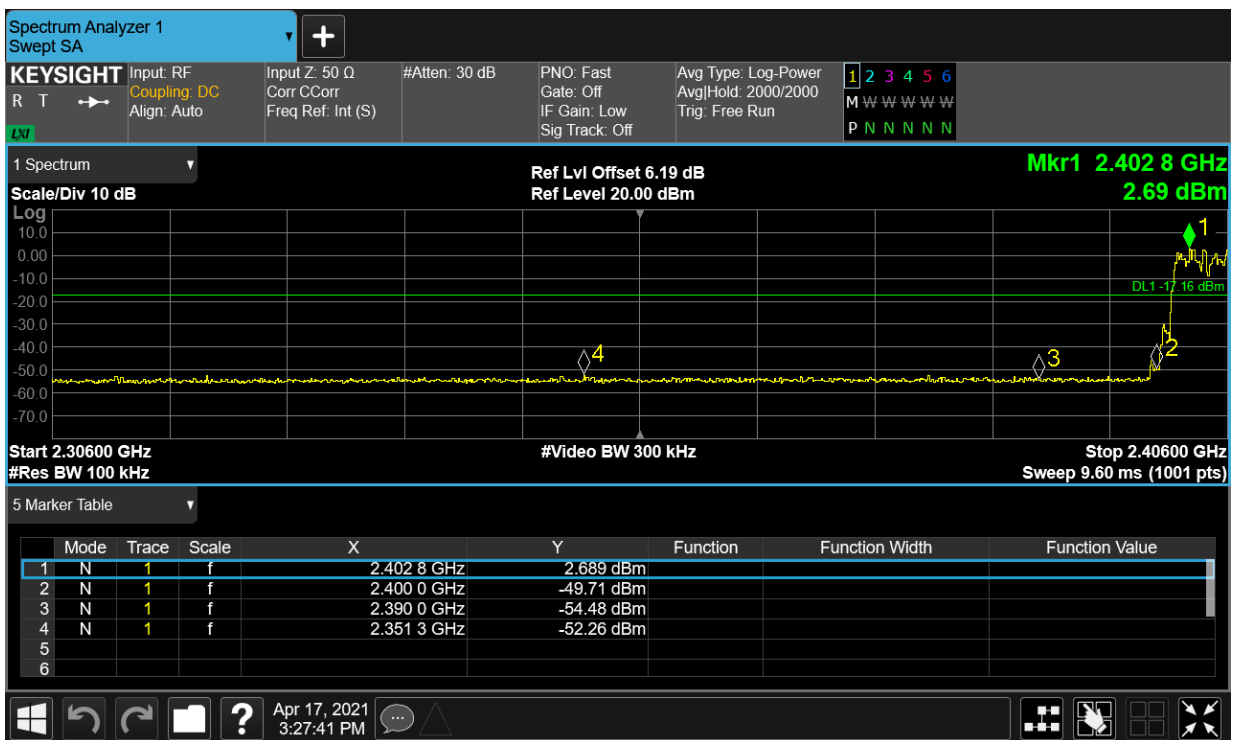 Spectrum Analyzer 1
Swept SA
+
KEYSIGHT Input: RF Input Z: 50 Ω #Atten: 30 dB PNO: Fast Avg Type: Log-Power 1 2 3 4 5 6
R T Coupling: DC Corr CCorr Gate: Off Avg|Hold: 2000/2000 M W W W W W
Align: Auto Freq Ref: Int (S) IF Gain: Low Trig: Free Run
LXI Sig Track: Off P N N N N N
1 Spectrum Ref Lvl Offset 6.19 dB Mkr1 2.402 8 GHz
Scale/Div 10 dB Ref Level 20.00 dBm 2.69 dBm
Log
1
10.0
0.00
-10.0
DL1 -17.16 dBm
-20.0
-30.0
-40.0
4 3 2
-50.0
-60.0
-70.0
Start 2.30600 GHz #Video BW 300 kHz Stop 2.40600 GHz
#Res BW 100 kHz Sweep 9.60 ms (1001 pts)
5 Marker Table
Mode Trace Scale X Y Function Function Width Function Value
1 N 1 f 2.402 8 GHz 2.689 dBm
2 N 1 f 2.400 0 GHz -49.71 dBm
3 N 1 f 2.390 0 GHz -54.48 dBm
4 N 1 f 2.351 3 GHz -52.26 dBm
5
6
? Apr 17, 2021
3:27:41 PM